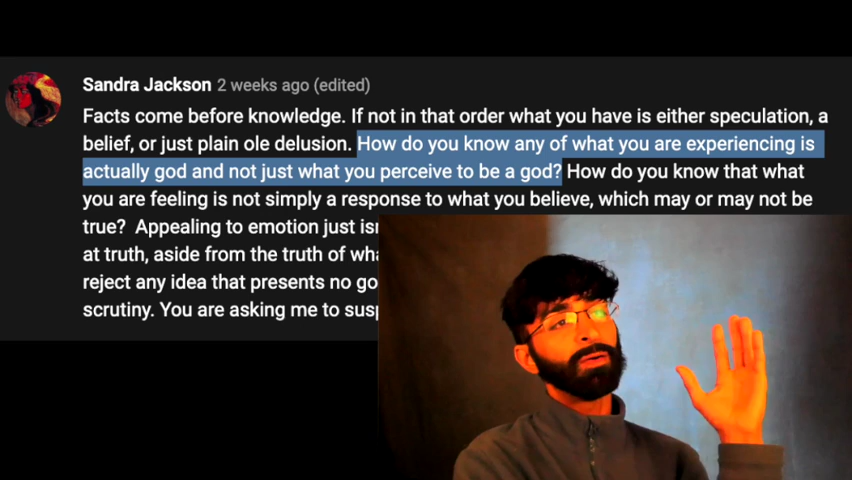 Sandra Jackson 2 weeks ago (edited)
Facts come before knowledge. If not in that order what you have is either speculation, a
belief, or just plain ole delusion. How do you know any of what you are experiencing is
actually god and not just what you perceive to be a god? How do you know that what
you are feeling is not simply a response to what you believe, which may or may not be
true? Appealing to emotion just
at truth, aside from the truth of
reject any idea that presents no
scrutiny. You are asking me to